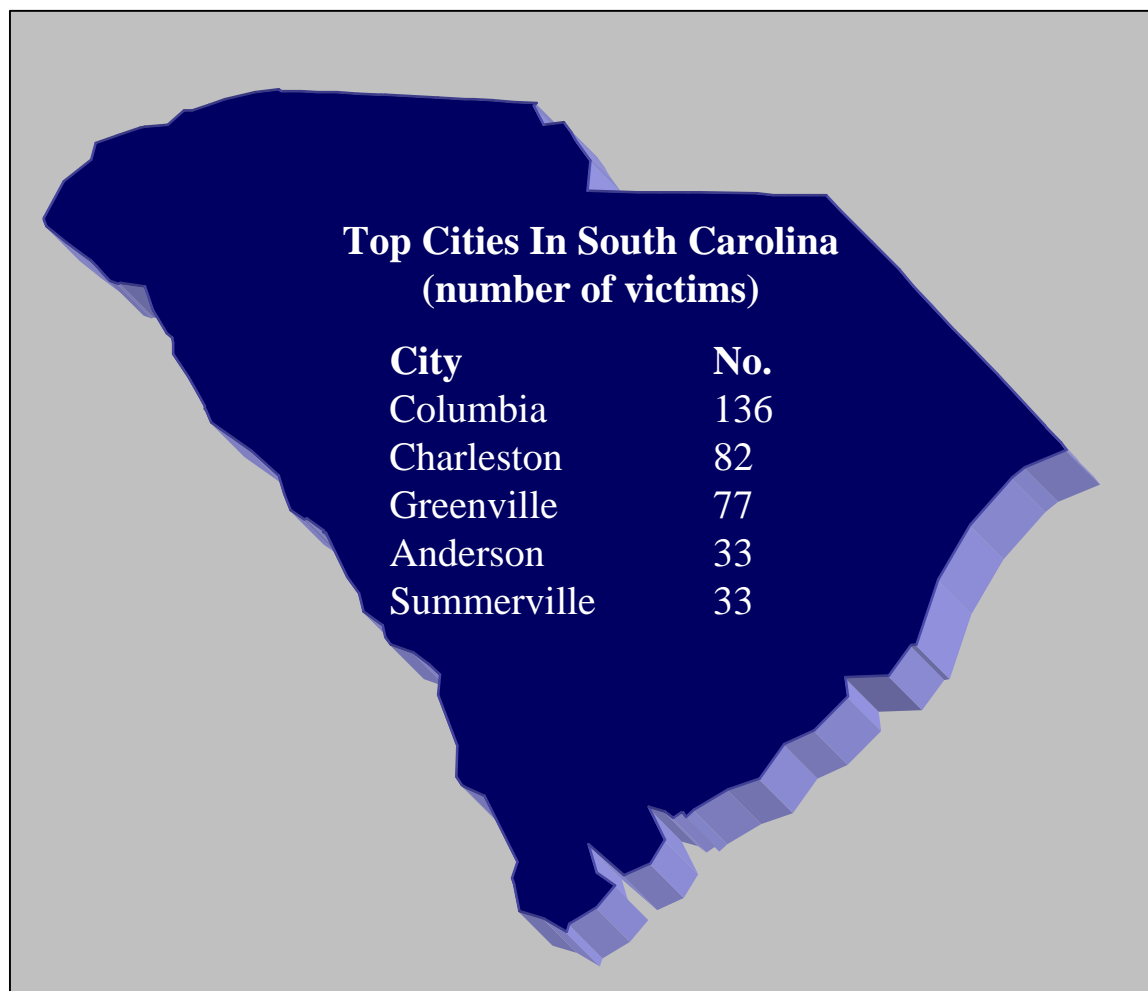 Top Cities In South Carolina
(number of victims)
City No.
Columbia 136
Charleston 82
Greenville 77
Anderson 33
Summerville 33